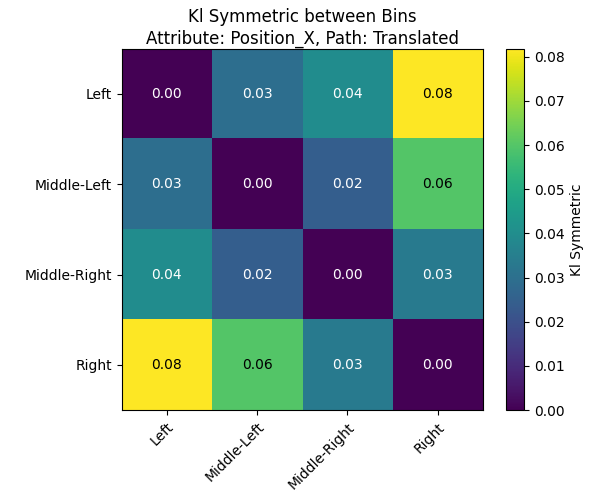 Kl Symmetric between Bins
Attribute: Position_X, Path: Translated
Left
0.00
0.03
0.04
0.08
Middle-Left
0.03
0.00
0.02
0.06
Middle-Right
0.04
0.02
0.00
0.03
Right
0.08
0.06
0.03
0.00
Left
Middle-Left
Middle-Right
Right
0.08
0.07
0.06
0.05
0.04
0.03
0.02
0.01
0.00
Kl Symmetric